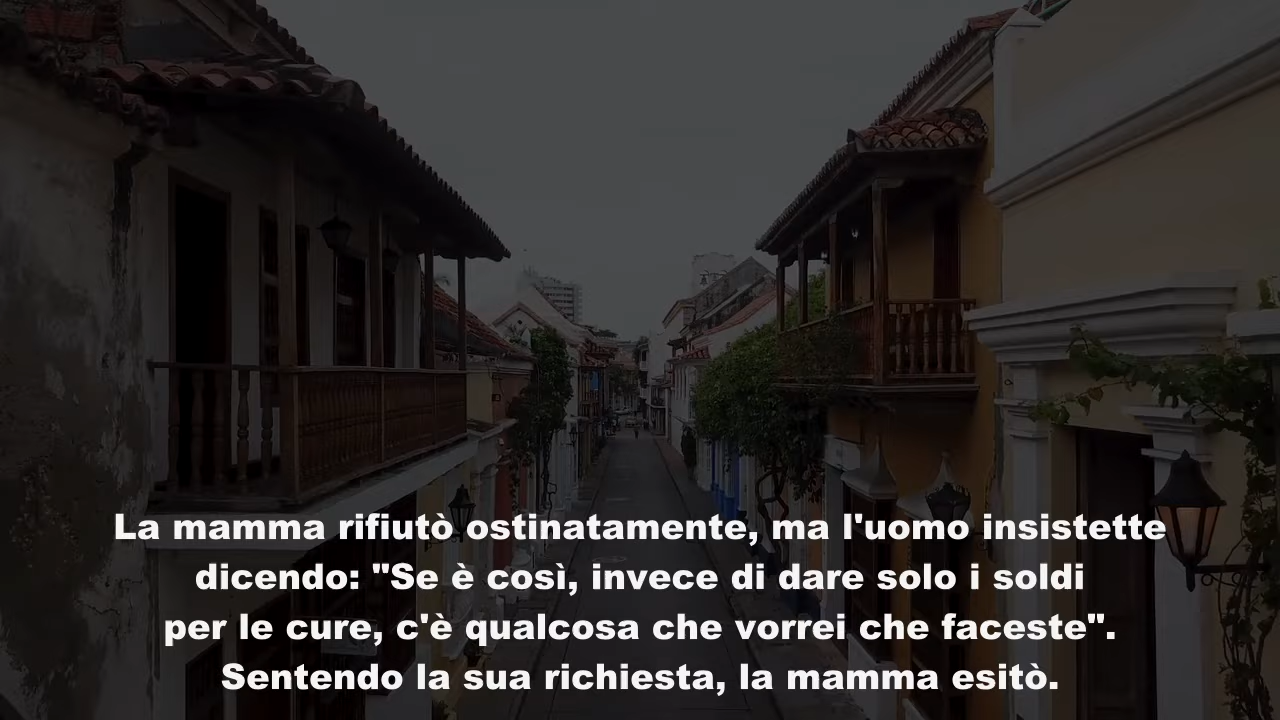 La mamma rifiutò ostinatamente, ma l'uomo insistette
dicendo: "Se è così, invece di dare solo i soldi
per le cure, c'è qualcosa che vorrei che faceste".
Sentendo la sua richiesta, la mamma esitò.